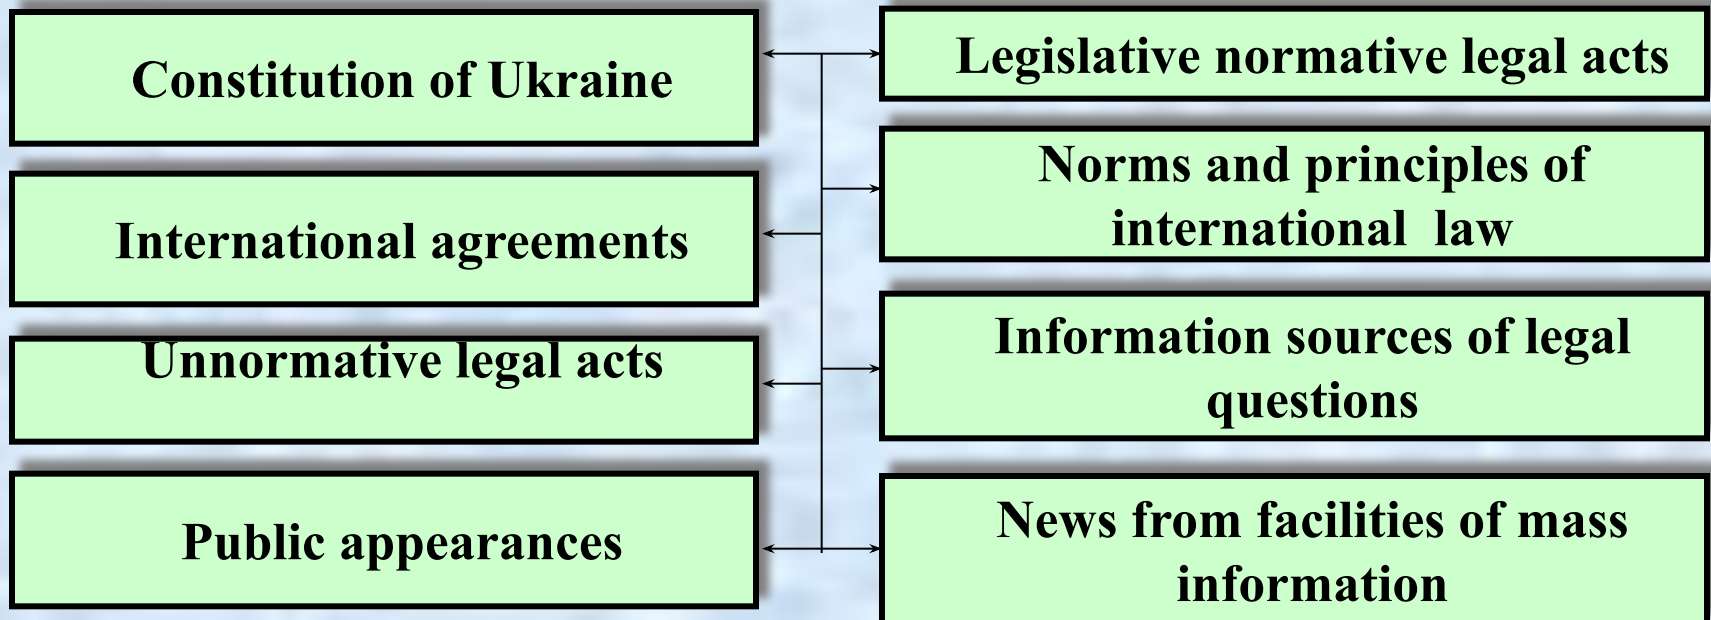 Constitution of Ukraine
Legislative normative legal acts
International agreements
Norms and principles of
international law
Unnormative legal acts
Information sources of legal
questions
Public appearances
News from facilities of mass
information